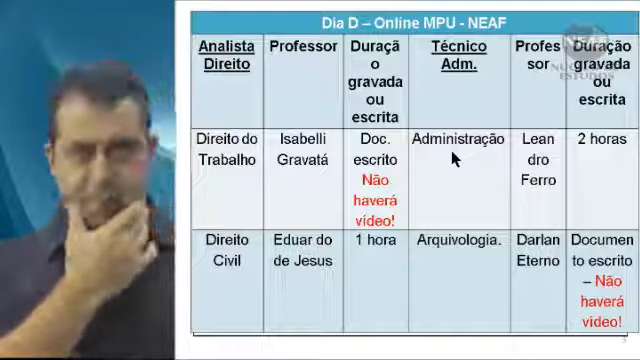 Dia D – Online MPU - NEAF
Analista
Direito
Professor
Duraçã
o
gravada
ou
escrita
Técnico
Adm.
Profes
sor
Duração
gravada
ou
escrita
Direito do
Trabalho
Isabelli
Gravatá
Doc.
escrito
Não
haverá
vídeo!
Administração
Lean
dro
Ferro
2 horas
Direito
Civil
Eduar do
de Jesus
1 hora
Arquivologia.
Darlan
Eterno
Documen
to escrito
– Não
haverá
vídeo!
NEAF